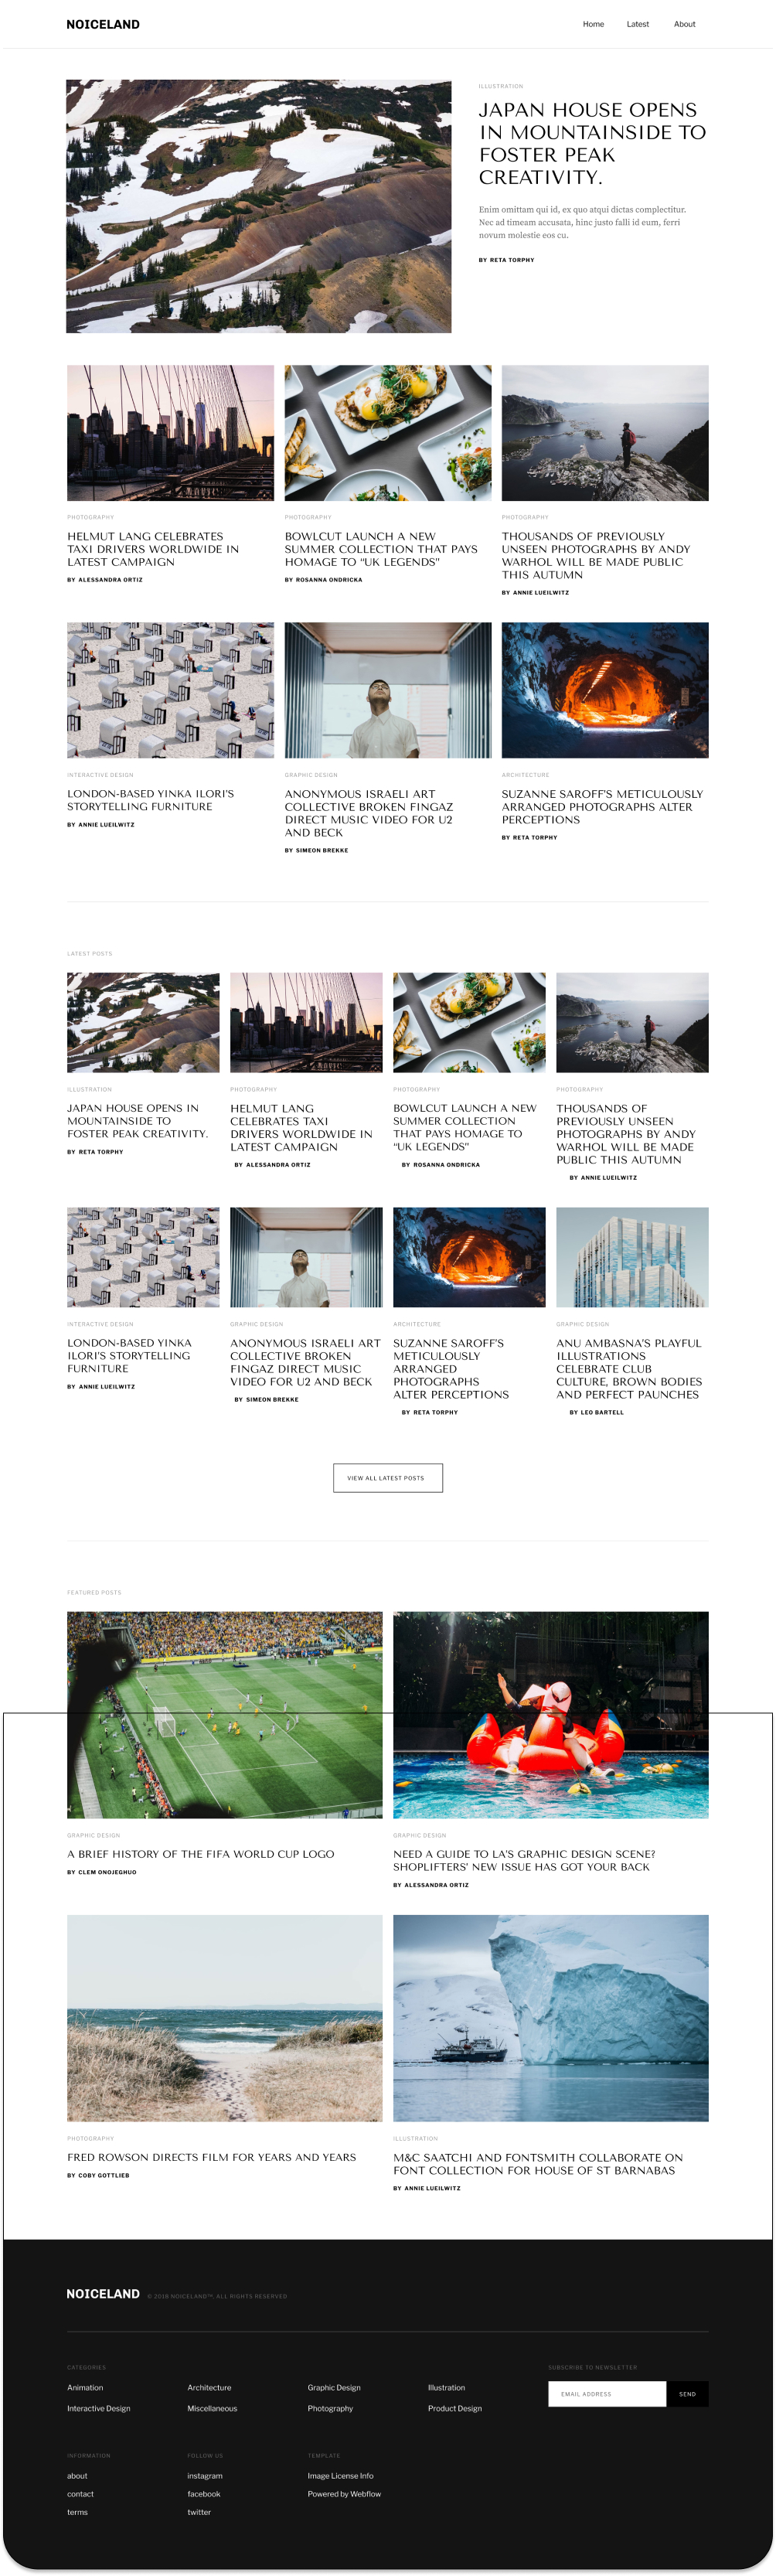 NOICELAND
Home Latest About
ILLUSTRATION
JAPAN HOUSE OPENS
IN MOUNTAINSIDE TO
FOSTER PEAK
CREATIVITY.
Enim omittam qui id, ex quo atqui dictas complectitur.
Nec ad timeam accusata, hinc justo falli id eum, ferri
novum molestie eos cu.
BY RETA TORPHY
PHOTOGRAPHY
HELMUT LANG CELEBRATES
TAXI DRIVERS WORLDWIDE IN
LATEST CAMPAIGN
BY ALESSANDRA ORTIZ
PHOTOGRAPHY
BOWLCUT LAUNCH A NEW
SUMMER COLLECTION THAT PAYS
HOMAGE TO “UK LEGENDS”
BY ROSANNA ONDRICKA
PHOTOGRAPHY
THOUSANDS OF PREVIOUSLY
UNSEEN PHOTOGRAPHS BY ANDY
WARHOL WILL BE MADE PUBLIC
THIS AUTUMN
BY ANNIE LUEILWITZ
INTERACTIVE DESIGN
LONDON-BASED YINKA ILORI’S
STORYTELLING FURNITURE
BY ANNIE LUEILWITZ
GRAPHIC DESIGN
ANONYMOUS ISRAELI ART
COLLECTIVE BROKEN FINGAZ
DIRECT MUSIC VIDEO FOR U2
AND BECK
BY SIMEON BREKKE
ARCHITECTURE
SUZANNE SAROFF’S METICULOUSLY
ARRANGED PHOTOGRAPHS ALTER
PERCEPTIONS
BY RETA TORPHY
LATEST POSTS
ILLUSTRATION
JAPAN HOUSE OPENS IN
MOUNTAINSIDE TO
FOSTER PEAK CREATIVITY.
BY RETA TORPHY
PHOTOGRAPHY
HELMUT LANG
CELEBRATES TAXI
DRIVERS WORLDWIDE IN
LATEST CAMPAIGN
BY ALESSANDRA ORTIZ
PHOTOGRAPHY
BOWLCUT LAUNCH A NEW
SUMMER COLLECTION
THAT PAYS HOMAGE TO
“UK LEGENDS”
BY ROSANNA ONDRICKA
PHOTOGRAPHY
THOUSANDS OF
PREVIOUSLY UNSEEN
PHOTOGRAPHS BY ANDY
WARHOL WILL BE MADE
PUBLIC THIS AUTUMN
BY ANNIE LUEILWITZ
INTERACTIVE DESIGN
LONDON-BASED YINKA
ILORI’S STORYTELLING
FURNITURE
BY ANNIE LUEILWITZ
GRAPHIC DESIGN
ANONYMOUS ISRAELI ART
COLLECTIVE BROKEN
FINGAZ DIRECT MUSIC
VIDEO FOR U2 AND BECK
BY SIMEON BREKKE
ARCHITECTURE
SUZANNE SAROFF’S
METICULOUSLY
ARRANGED
PHOTOGRAPHS
ALTER PERCEPTIONS
BY RETA TORPHY
GRAPHIC DESIGN
ANU AMBASNA’S PLAYFUL
ILLUSTRATIONS
CELEBRATE CLUB
CULTURE, BROWN BODIES
AND PERFECT PAUNCHES
BY LEO BARTELL
VIEW ALL LATEST POSTS
FEATURED POSTS
GRAPHIC DESIGN
A BRIEF HISTORY OF THE FIFA WORLD CUP LOGO
BY CLEM ONOJEGHUO
GRAPHIC DESIGN
NEED A GUIDE TO LA’S GRAPHIC DESIGN SCENE?
SHOPLIFTERS’ NEW ISSUE HAS GOT YOUR BACK
BY ALESSANDRA ORTIZ
PHOTOGRAPHY
FRED ROWSON DIRECTS FILM FOR YEARS AND YEARS
BY COBY GOTTLIEB
ILLUSTRATION
M&C SAATCHI AND FONTSMITH COLLABORATE ON
FONT COLLECTION FOR HOUSE OF ST BARNABAS
BY ANNIE LUEILWITZ
NOICELAND © 2018 NOICELAND™. ALL RIGHTS RESERVED
CATEGORIES
Animation Architecture Graphic Design Illustration
Interactive Design Miscellaneous Photography Product Design
SUBSCRIBE TO NEWSLETTER
EMAIL ADDRESS SEND
INFORMATION
about
contact
terms
FOLLOW US
instagram
facebook
twitter
TEMPLATE
Image License Info
Powered by Webflow